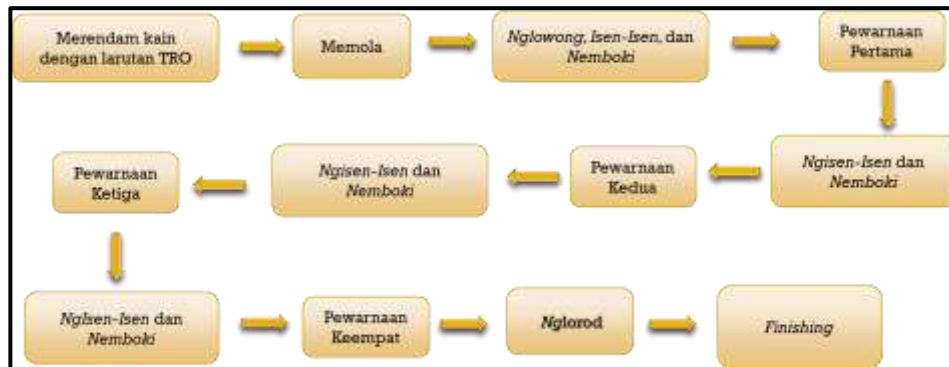 Merendam kain
dengan larutan TRO
Memola
Nglowong, Isen-Isen, dan
Nemboki
Pewarnaan
Pertama
Ngisen-Isen dan
Nemboki
Pewarnaan
Kedua
Ngisen-Isen dan
Nemboki
Pewarnaan
Ketiga
NgIsen-Isen dan
Nemboki
Pewarnaan
Keempat
Nglorod
Finishing